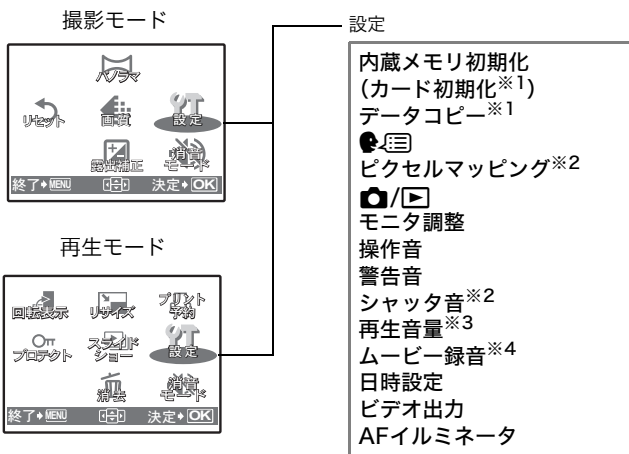 撮影モード
パノラマ
リセット
画質
設定
露出補正
消音
モード
終了 MENU
決定 OK
再生モード
回転表示
リサイズ
プリント
予約
プロテクト
スライド
ショー
設定
消去
消音
モード
終了 MENU
決定 OK
設定
内蔵メモリ初期化
(カード初期化※1)
データコピー※1
ピクセルマッピング※2
/
モニタ調整
操作音
警告音
シャッタ音※2
再生音量※3
ムービー録音※4
日時設定
ビデオ出力
AFイルミネータ